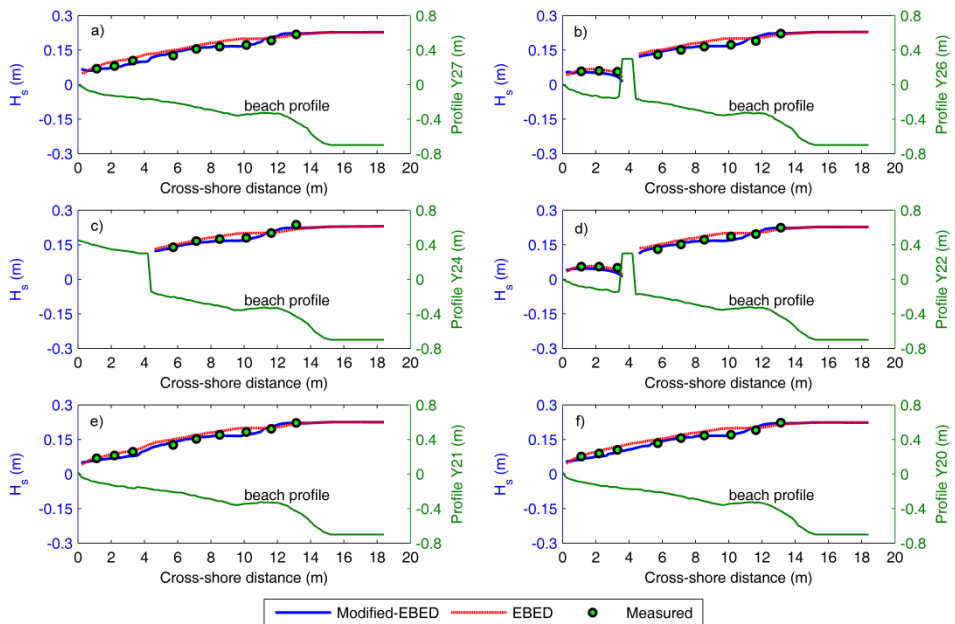 a)
0.3
0.15
0
-0.15
-0.3
H_s (m)
0.8
0.4
0
-0.4
-0.8
Profile Y27 (m)
beach profile
0 2 4 6 8 10 12 14 16 18 20
Cross-shore distance (m)
b)
0.3
0.15
0
-0.15
-0.3
H_s (m)
0.8
0.4
0
-0.4
-0.8
Profile Y26 (m)
beach profile
0 2 4 6 8 10 12 14 16 18 20
Cross-shore distance (m)
c)
0.3
0.15
0
-0.15
-0.3
H_s (m)
0.8
0.4
0
-0.4
-0.8
Profile Y24 (m)
beach profile
0 2 4 6 8 10 12 14 16 18 20
Cross-shore distance (m)
d)
0.3
0.15
0
-0.15
-0.3
H_s (m)
0.8
0.4
0
-0.4
-0.8
Profile Y22 (m)
beach profile
0 2 4 6 8 10 12 14 16 18 20
Cross-shore distance (m)
e)
0.3
0.15
0
-0.15
-0.3
H_s (m)
0.8
0.4
0
-0.4
-0.8
Profile Y21 (m)
beach profile
0 2 4 6 8 10 12 14 16 18 20
Cross-shore distance (m)
f)
0.3
0.15
0
-0.15
-0.3
H_s (m)
0.8
0.4
0
-0.4
-0.8
Profile Y20 (m)
beach profile
0 2 4 6 8 10 12 14 16 18 20
Cross-shore distance (m)
Modified-EBED EBED Measured